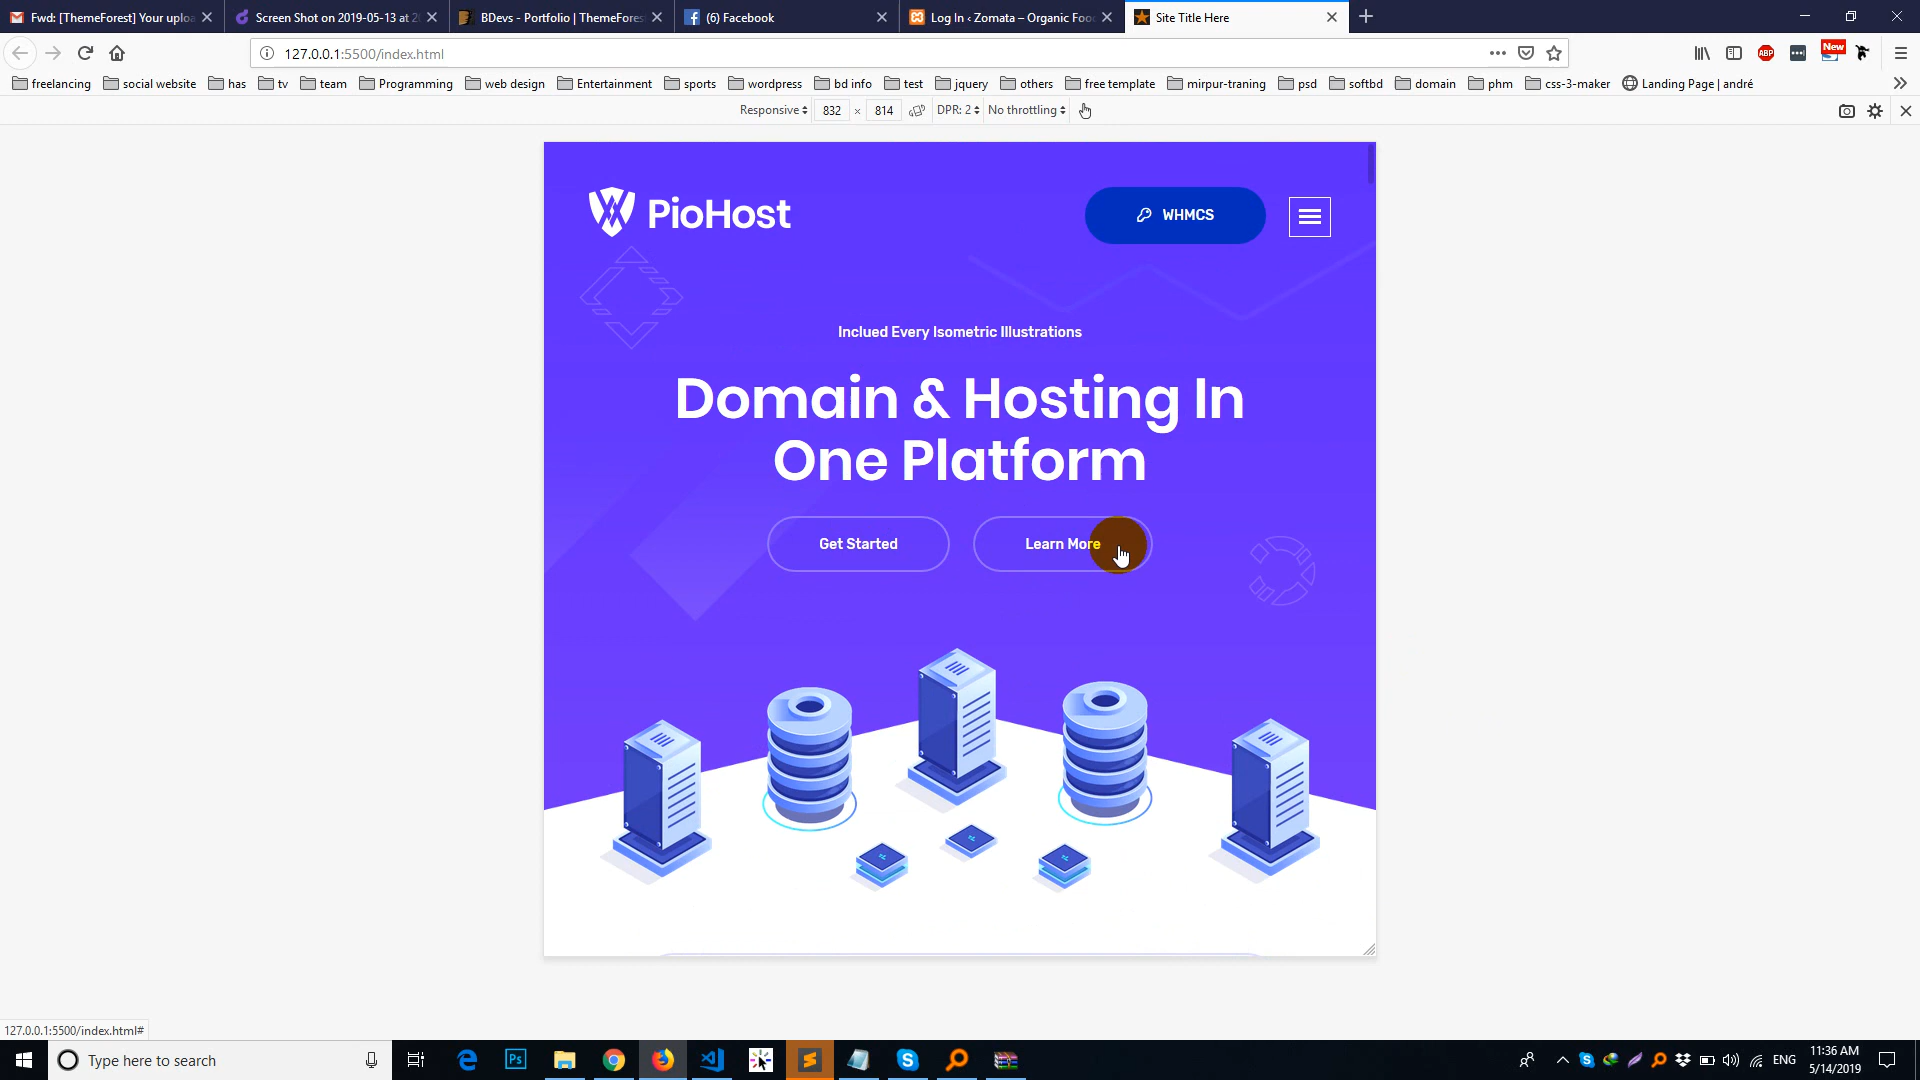 Fwd: [ThemeForest] Your uploa
Screen Shot on 2019-05-13 at 2
BDevs - Portfolio | ThemeFores
(6) Facebook
Log In ‹ Zomata – Organic Foo
Site Title Here
127.0.0.1:5500/index.html
ABP
New
freelancing
social website
has
tv
team
Programming
web design
Entertainment
sports
wordpress
bd info
test
jquery
others
free template
mirpur-traning
psd
softbd
domain
phm
css-3-maker
Landing Page | andré
Responsive
832 × 814
DPR: 2
No throttling
PioHost
WHMCS
Inclued Every Isometric Illustrations
Domain & Hosting In
One Platform
Get Started
Learn More
127.0.0.1:5500/index.html#
Type here to search
Ps
ENG
11:36 AM
5/14/2019